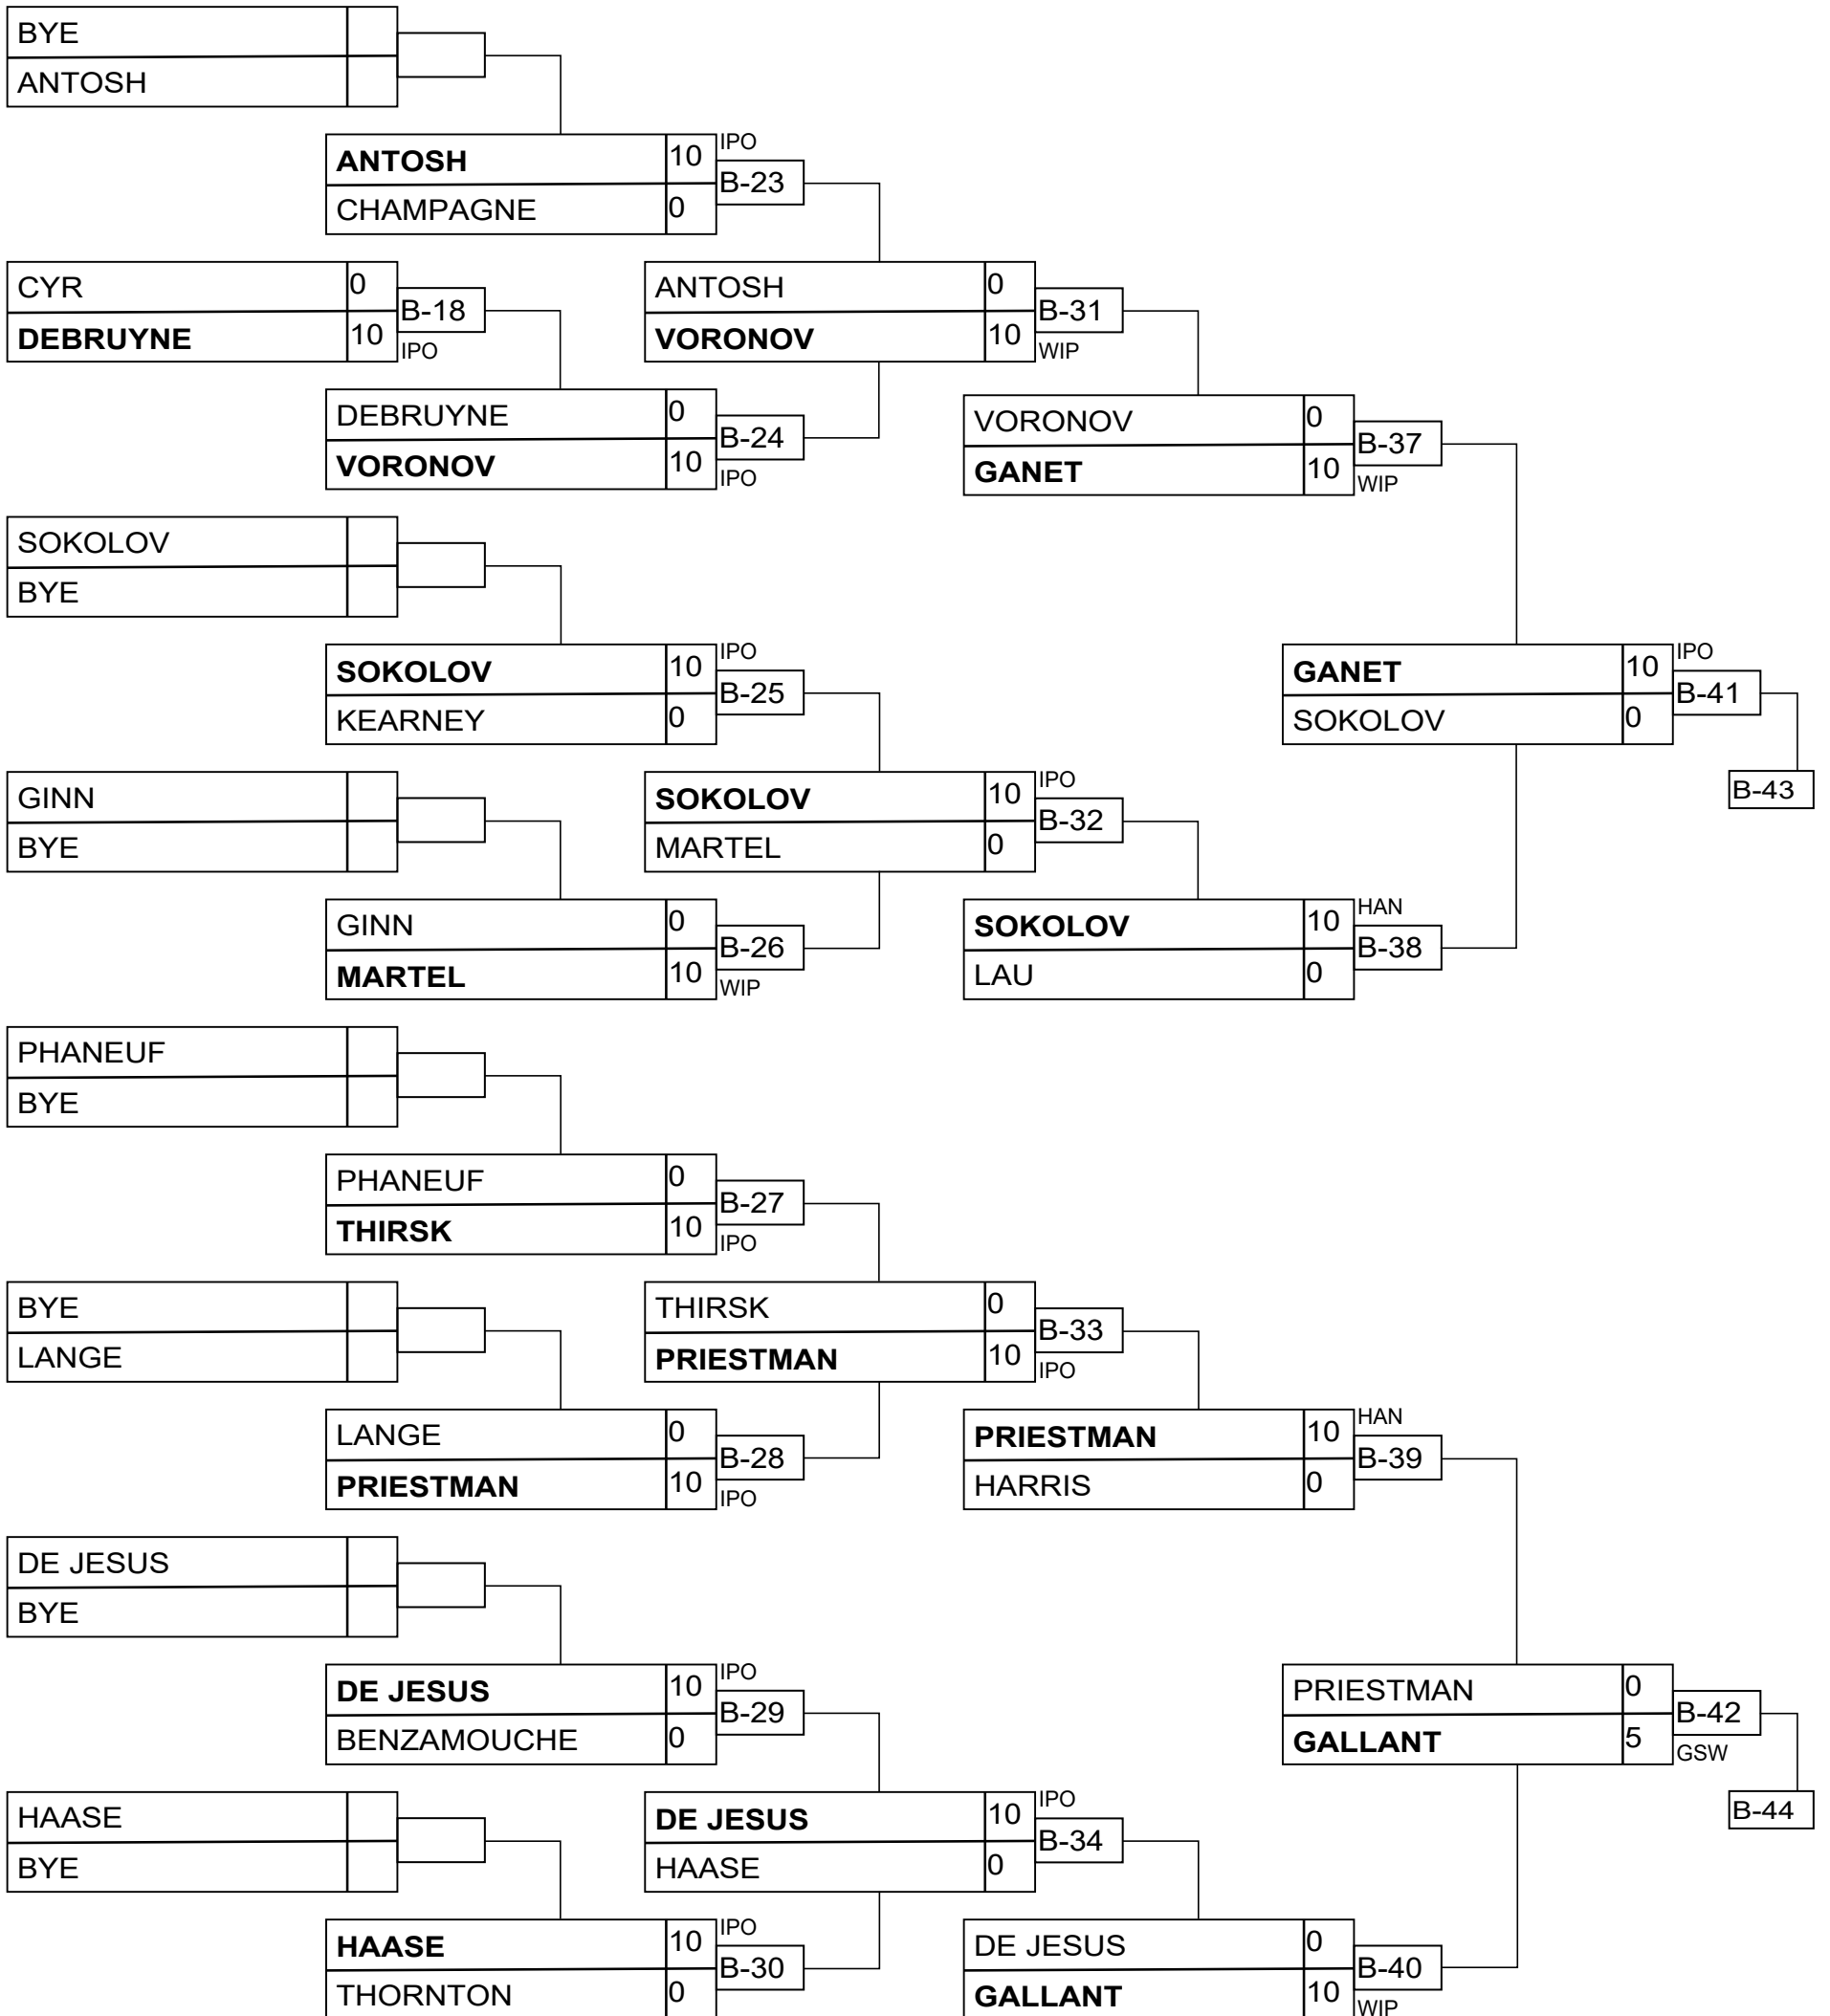 BYE
ANTOSH
IPO
ANTOSH 10
B-23
CHAMPAGNE 0
CYR 0
B-18
DEBRUYNE 10
IPO
ANTOSH 0
B-31
VORONOV 10
WIP
DEBRUYNE 0
B-24
VORONOV 10
IPO
VORONOV 0
B-37
GANET 10
WIP
SOKOLOV
BYE
IPO
SOKOLOV 10
B-25
KEARNEY 0
IPO
GANET 10
B-41
SOKOLOV 0
B-43
GINN
BYE
IPO
SOKOLOV 10
B-32
MARTEL 0
GINN 0
B-26
MARTEL 10
WIP
HAN
SOKOLOV 10
B-38
LAU 0
PHANEUF
BYE
PHANEUF 0
B-27
THIRSK 10
IPO
BYE
LANGE
THIRSK 0
B-33
PRIESTMAN 10
IPO
LANGE 0
B-28
PRIESTMAN 10
IPO
HAN
PRIESTMAN 10
B-39
HARRIS 0
DE JESUS
BYE
IPO
DE JESUS 10
B-29
BENZAMOUCHE 0
PRIESTMAN 0
B-42
GALLANT 5
GSW
B-44
HAASE
BYE
IPO
DE JESUS 10
B-34
HAASE 0
IPO
HAASE 10
B-30
THORNTON 0
DE JESUS 0
B-40
GALLANT 10
WIP